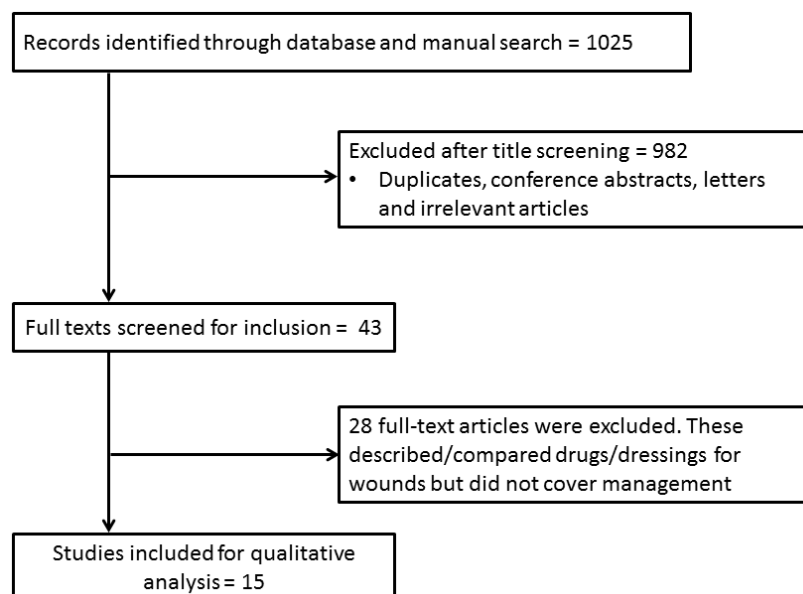 Records identified through database and manual search = 1025
Excluded after title screening = 982
• Duplicates, conference abstracts, letters
and irrelevant articles
Full texts screened for inclusion = 43
28 full-text articles were excluded. These
described/compared drugs/dressings for
wounds but did not cover management
Studies included for qualitative
analysis = 15